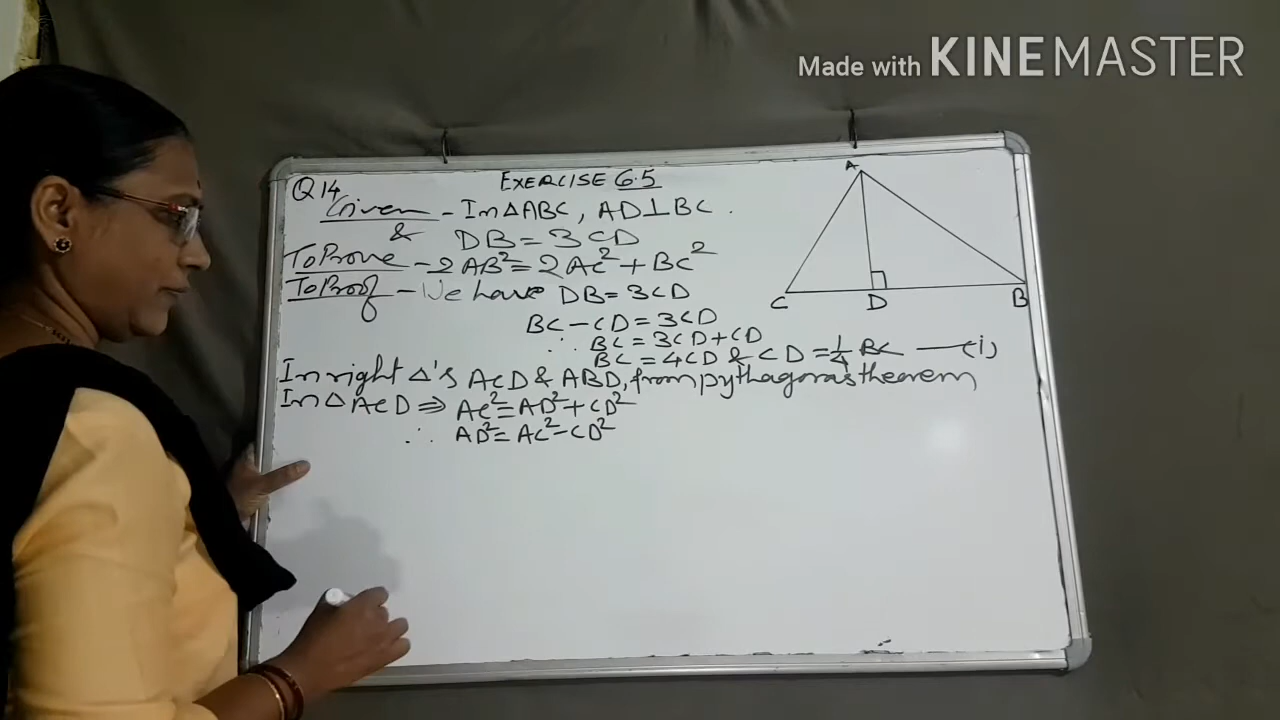 Made with KINEMASTER
EXERCISE 6.5
Q14
Given - In △ABC, AD⊥BC.
& DB = 3CD
To Prove - 2AB² = 2AC² + BC²
To Proof - We have DB = 3CD
BC - CD = 3CD
∴ BC = 3CD + CD
BC = 4CD & CD = 1/4 BC —(i)
In right △'s ACD & ABD, from pythagoras theorem
In △ACD ⇒ AC² = AD² + CD²
∴ AD² = AC² - CD²
A
C
D
B